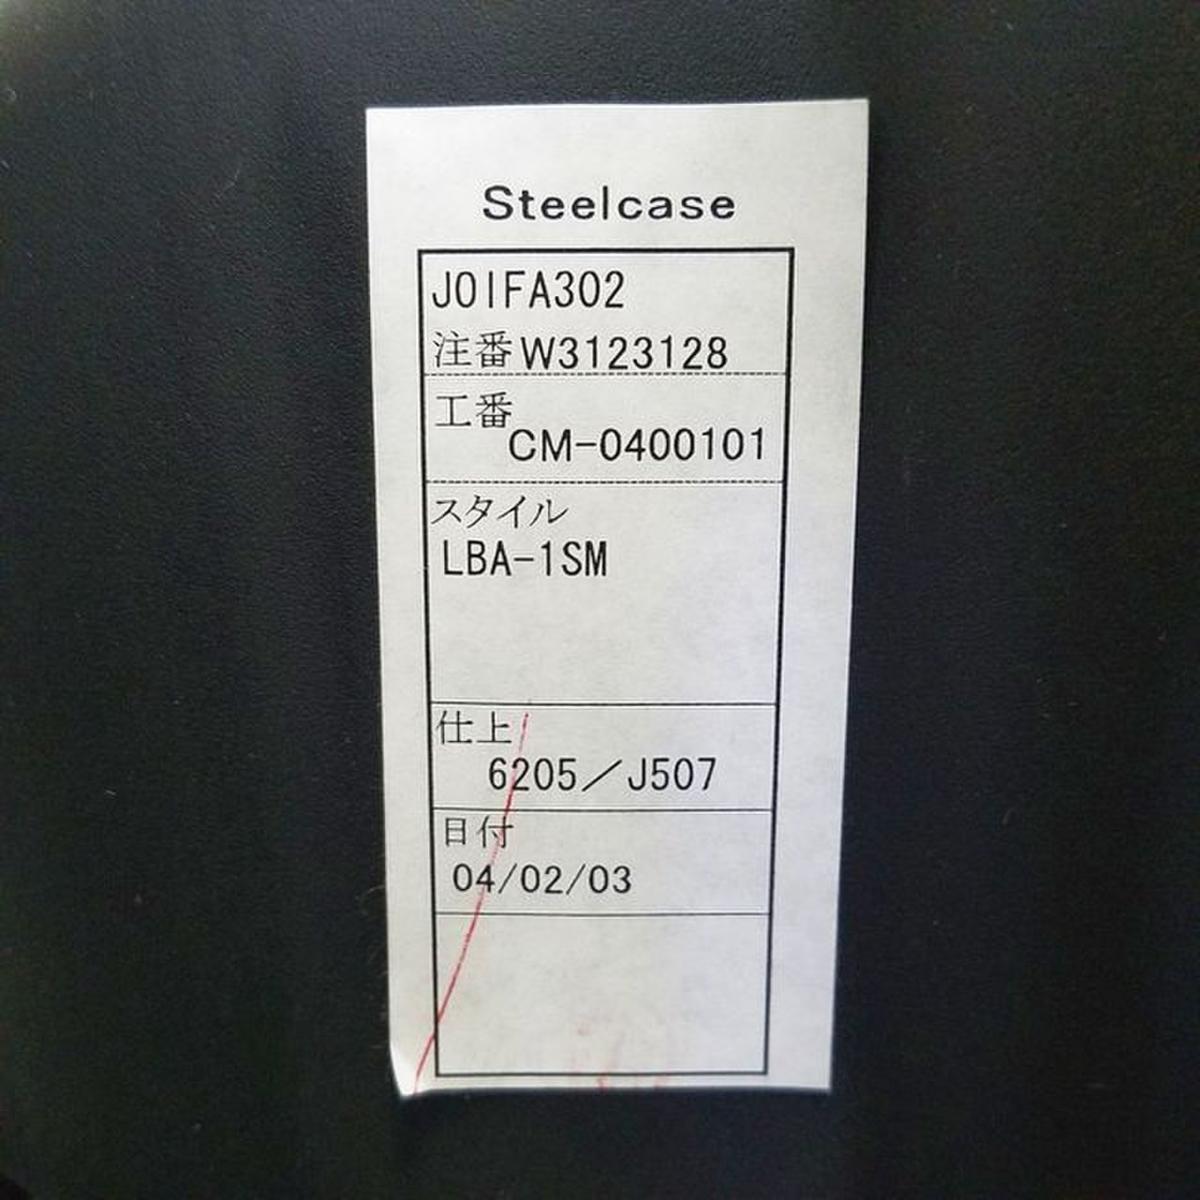 Steelcase
JOIFA302
注番W3123128
工番
CM-0400101
スタイル
LBA-1SM
仕上
6205／J507
日付
04/02/03